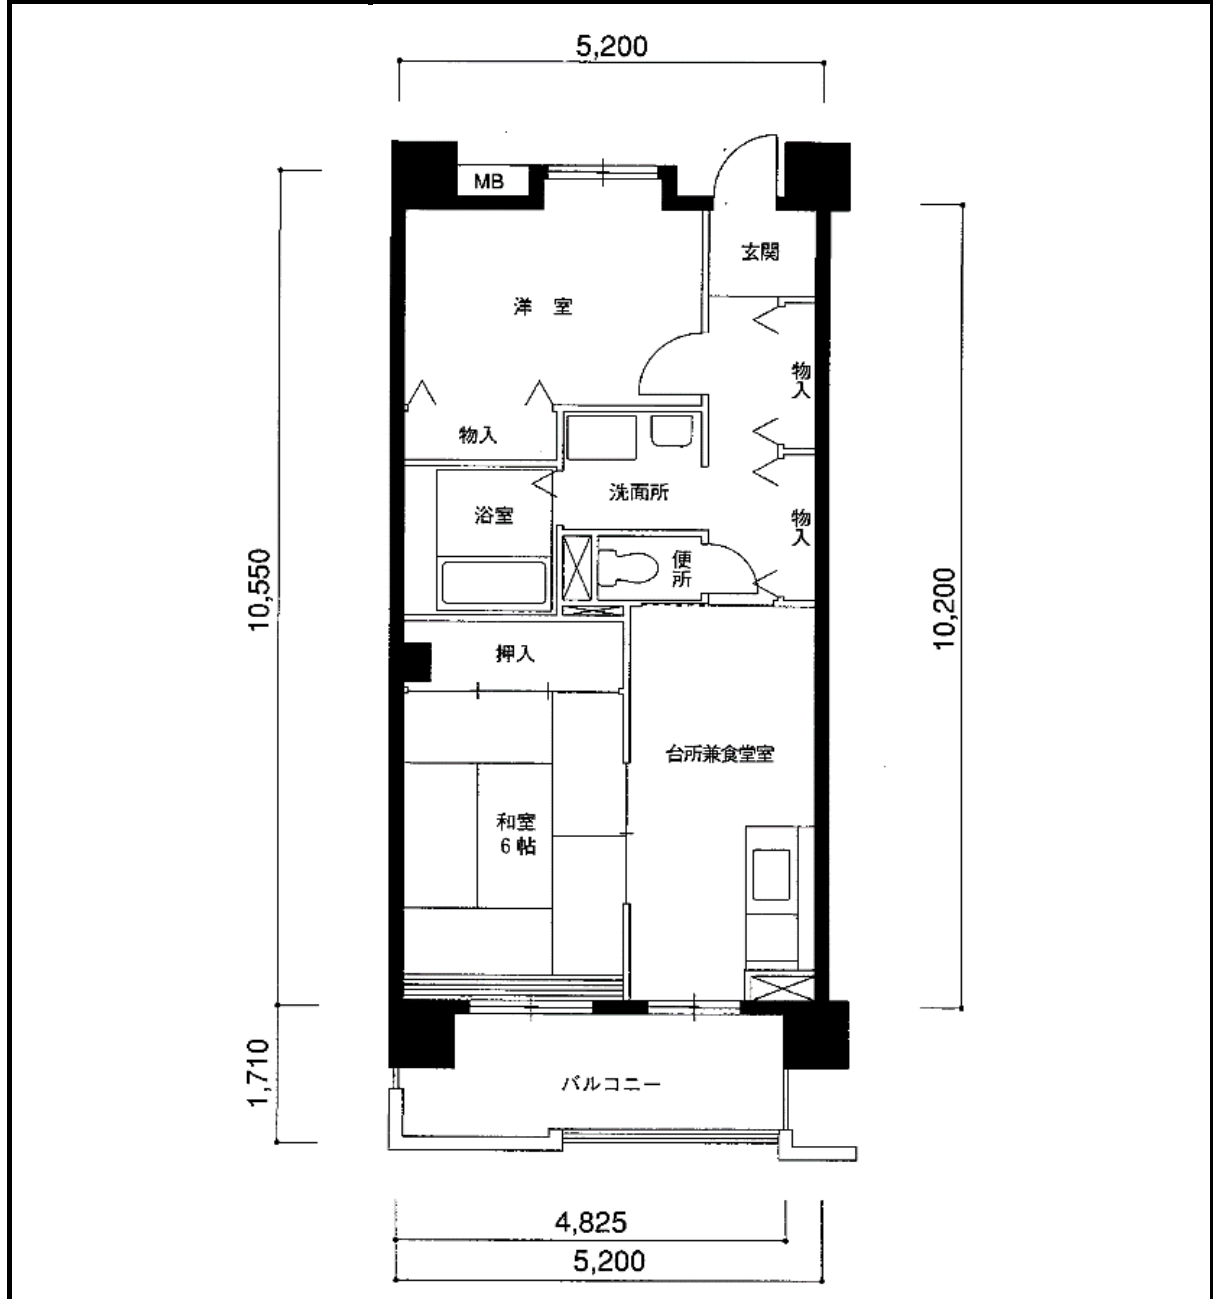 5,200
MB
玄関
洋 室
物入
物入
洗面所
浴室
物入
便所
10,550
10,200
押入
台所兼食堂室
和室
6帖
1,710
バルコニー
4,825
5,200